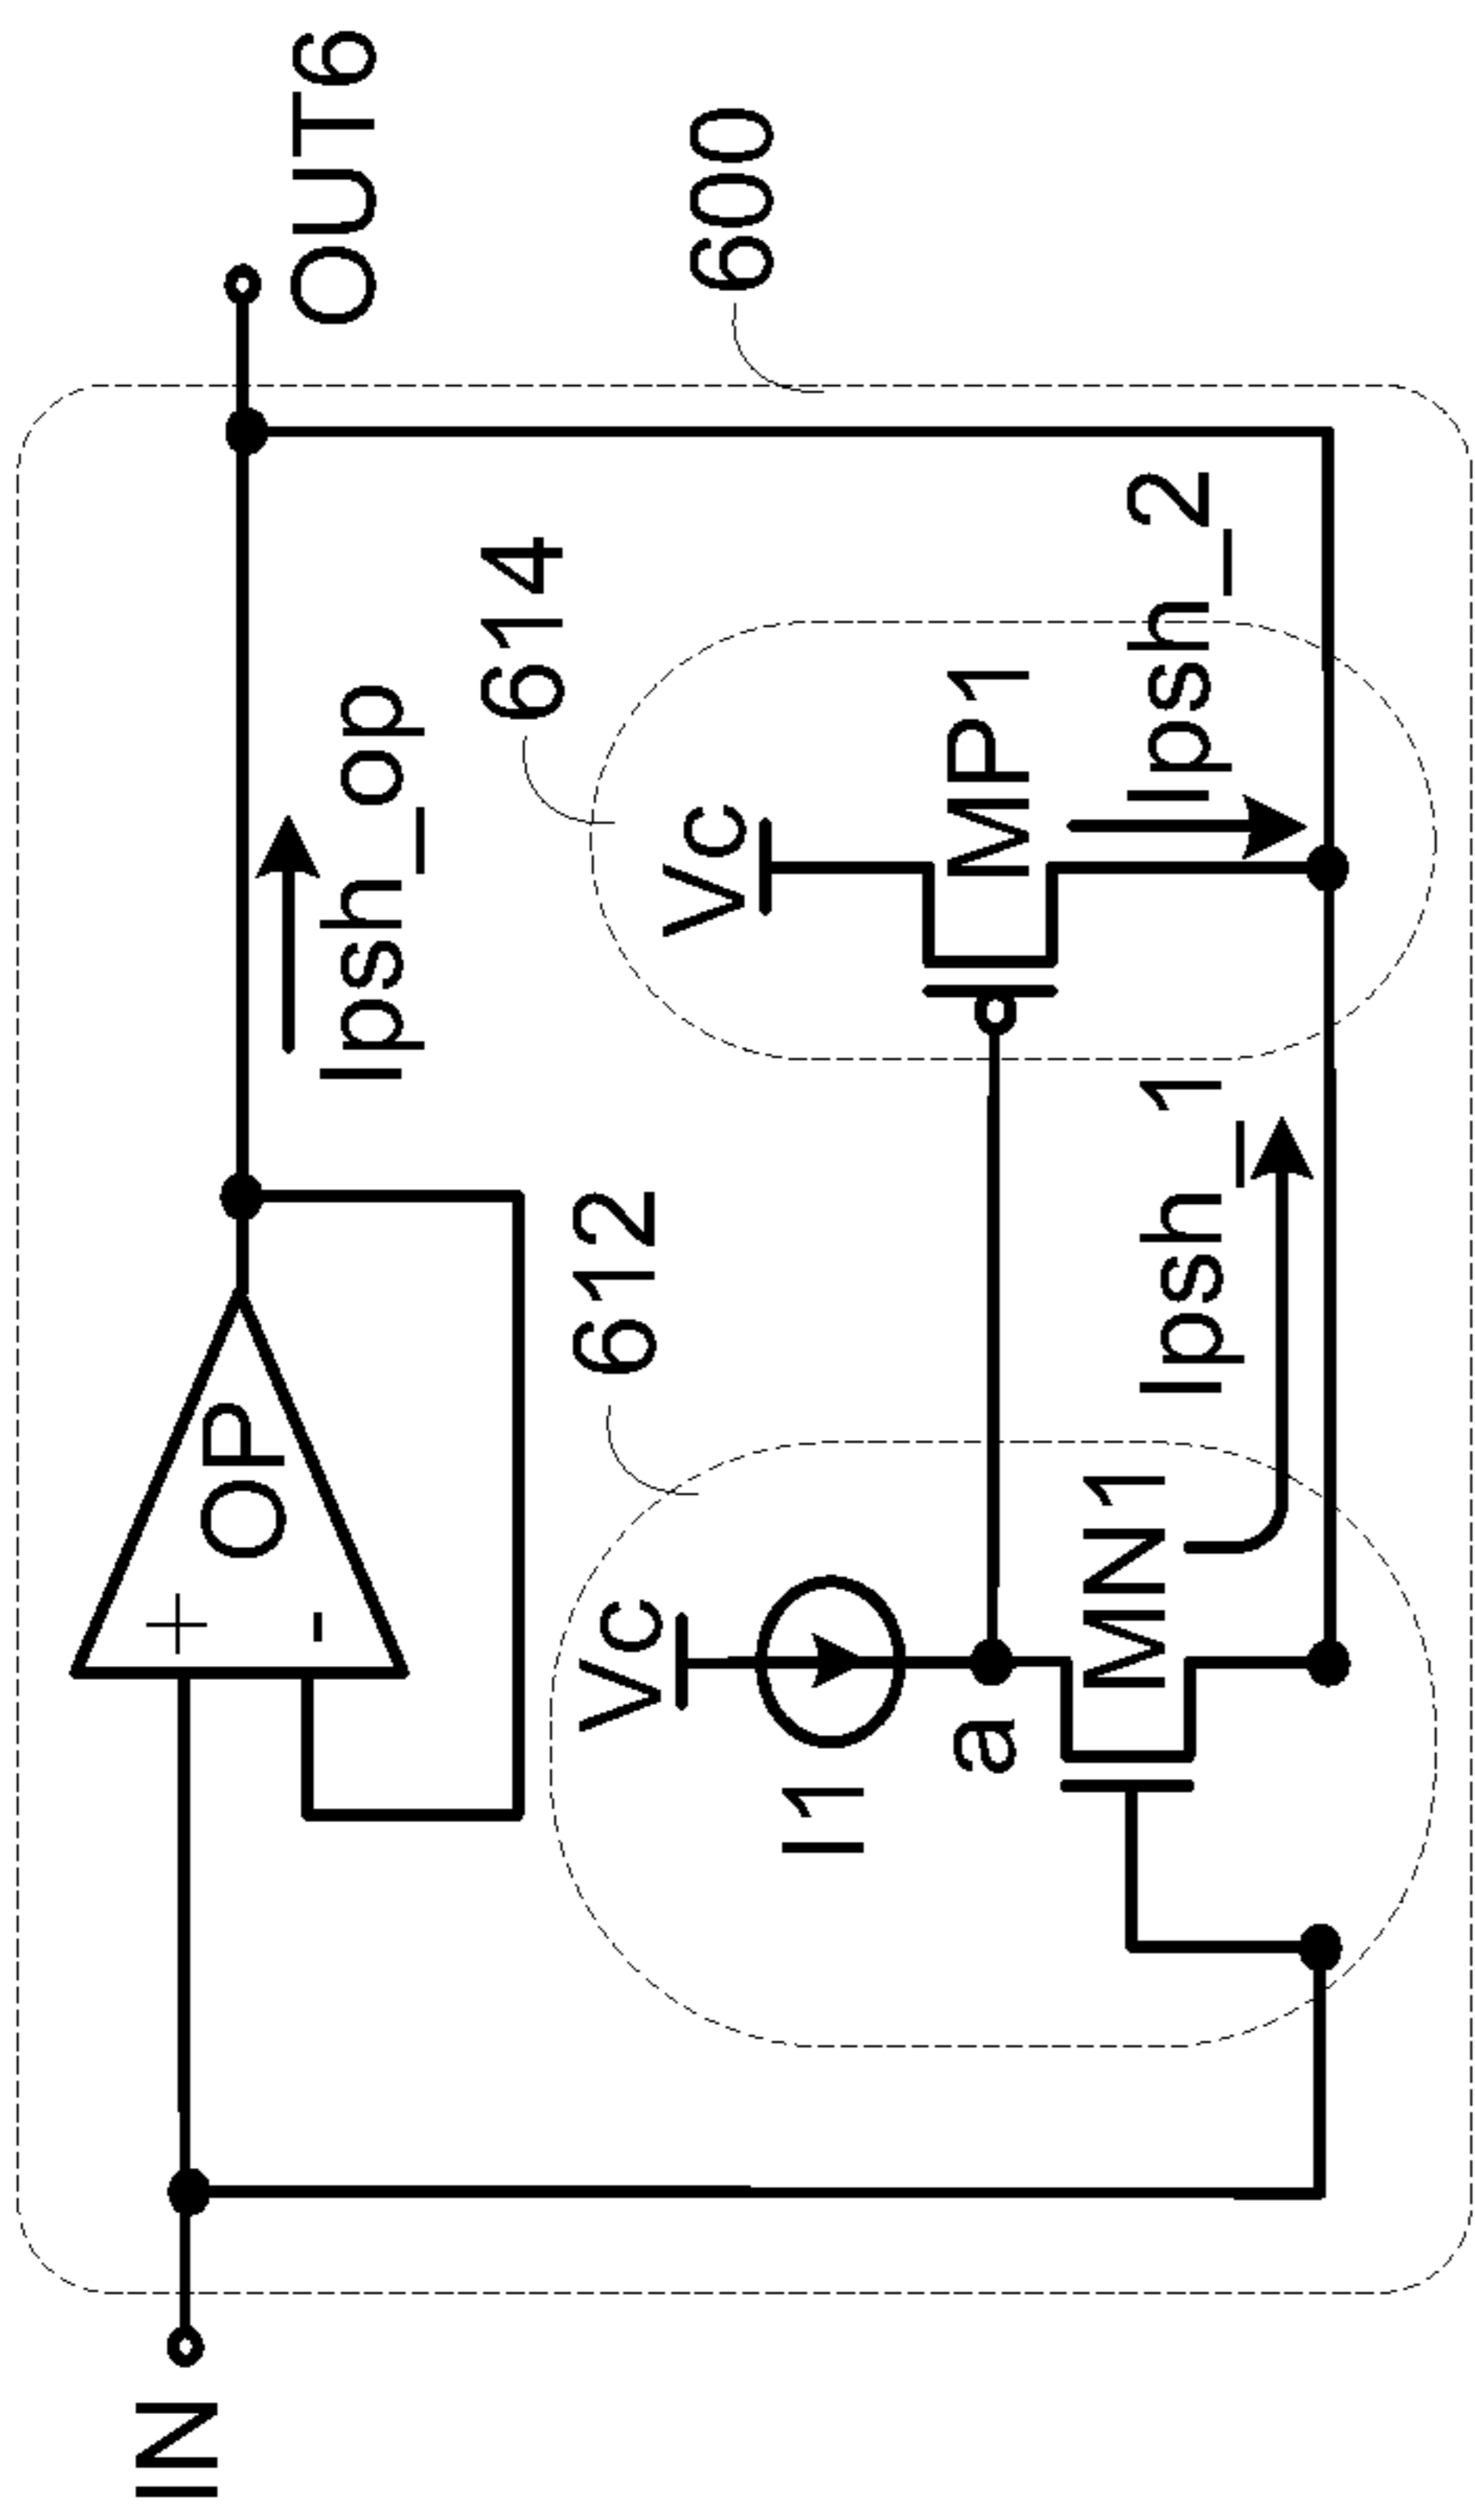 OUT6
OP
+
-
Ipsh_op
IN
600
614
612
Vc
Vc
I1
a
MP1
MN1
Ipsh_2
Ipsh_1